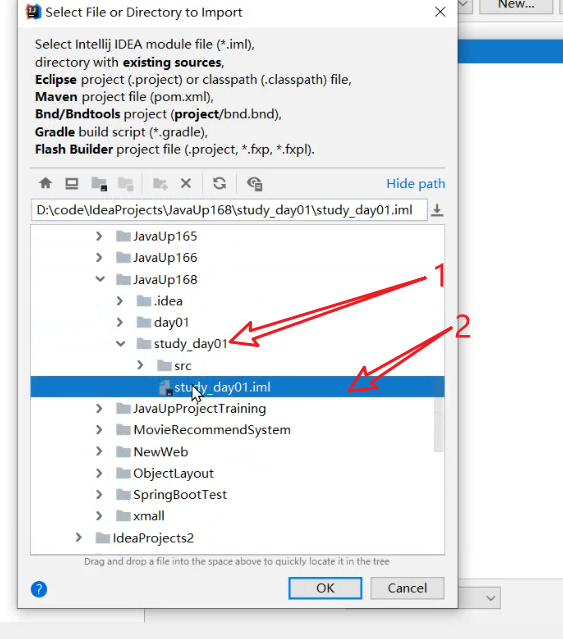 Select File or Directory to Import
New...
Select Intellij IDEA module file (*.iml),
directory with existing sources,
Eclipse project (.project) or classpath (.classpath) file,
Maven project file (pom.xml),
Bnd/Bndtools project (project/bnd.bnd),
Gradle build script (*.gradle),
Flash Builder project file (.project, *.fxp, *.fxpl).
Hide path
D:\code\IdeaProjects\JavaUp168\study_day01\study_day01.iml
JavaUp165
JavaUp166
JavaUp168
1
.idea
day01
2
study_day01
src
study_day01.iml
JavaUpProjectTraining
MovieRecommendSystem
NewWeb
ObjectLayout
SpringBootTest
xmall
IdeaProjects2
Drag and drop a file into the space above to quickly locate it in the tree
?
OK
Cancel